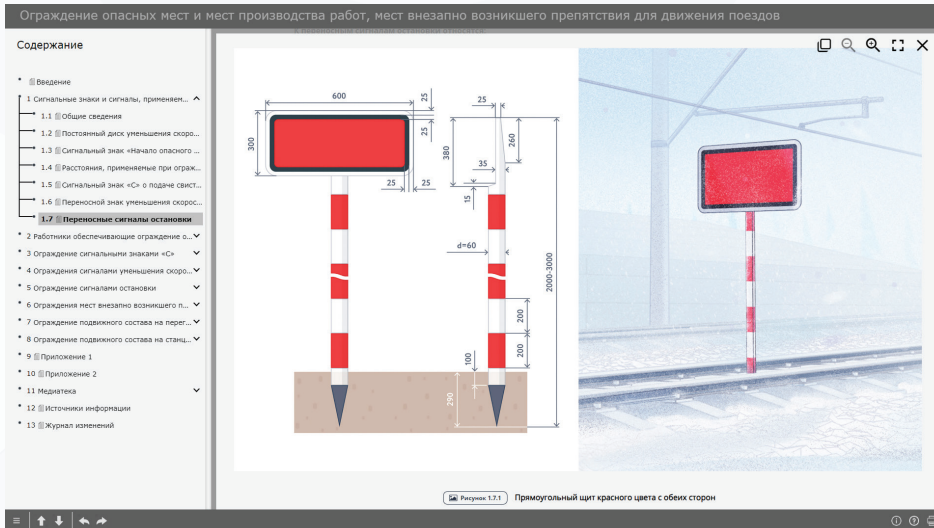 Ограждение опасных мест и мест производства работ, мест внезапно возникшего препятствия для движения поездов
Содержание
Введение
1 Сигнальные знаки и сигналы, применяем...
1.1 Общие сведения
1.2 Постоянный диск уменьшения скоро...
1.3 Сигнальный знак «Начало опасного ...
1.4 Расстояния, применяемые при ограж...
1.5 Сигнальный знак «С» о подаче свист...
1.6 Переносной знак уменьшения скорос...
1.7 Переносные сигналы остановки
2 Работники обеспечивающие ограждение о...
3 Ограждение сигнальными знаками «С»
4 Ограждения сигналами уменьшения скоро...
5 Ограждение сигналами остановки
6 Ограждения мест внезапно возникшего п...
7 Ограждение подвижного состава на перег...
8 Ограждение подвижного состава на станц...
9 Приложение 1
10 Приложение 2
11 Медиатека
12 Источники информации
13 Журнал изменений
600
25
25
300
25
25
25
260
380
35
15
d=60
2000-3000
200
200
100
290
Рисунок 1.7.1 Прямоугольный щит красного цвета с обеих сторон